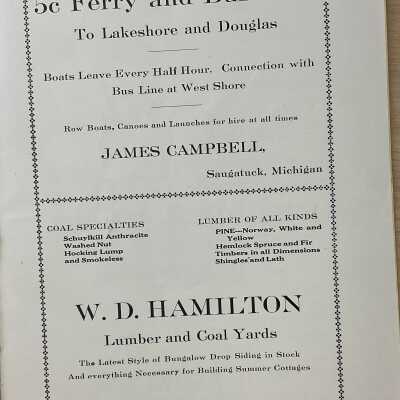 5c Ferry and
To Lakeshore and Douglas
Boats Leave Every Half Hour. Connection with
Bus Line at West Shore
Row Boats, Canoes and Launches for hire at all times
JAMES CAMPBELL,
Saugatuck, Michigan
COAL SPECIALTIES
Schuylkill Anthracite
Washed Nut
Hocking Lump
and Smokeless
LUMBER OF ALL KINDS
PINE—Norway, White and
Yellow
Hemlock Spruce and Fir
Timbers in all Dimensions
Shingles and Lath
W. D. HAMILTON
Lumber and Coal Yards
The Latest Style of Bungalow Drop Siding in Stock
And everything Necessary for Building Summer Cottages